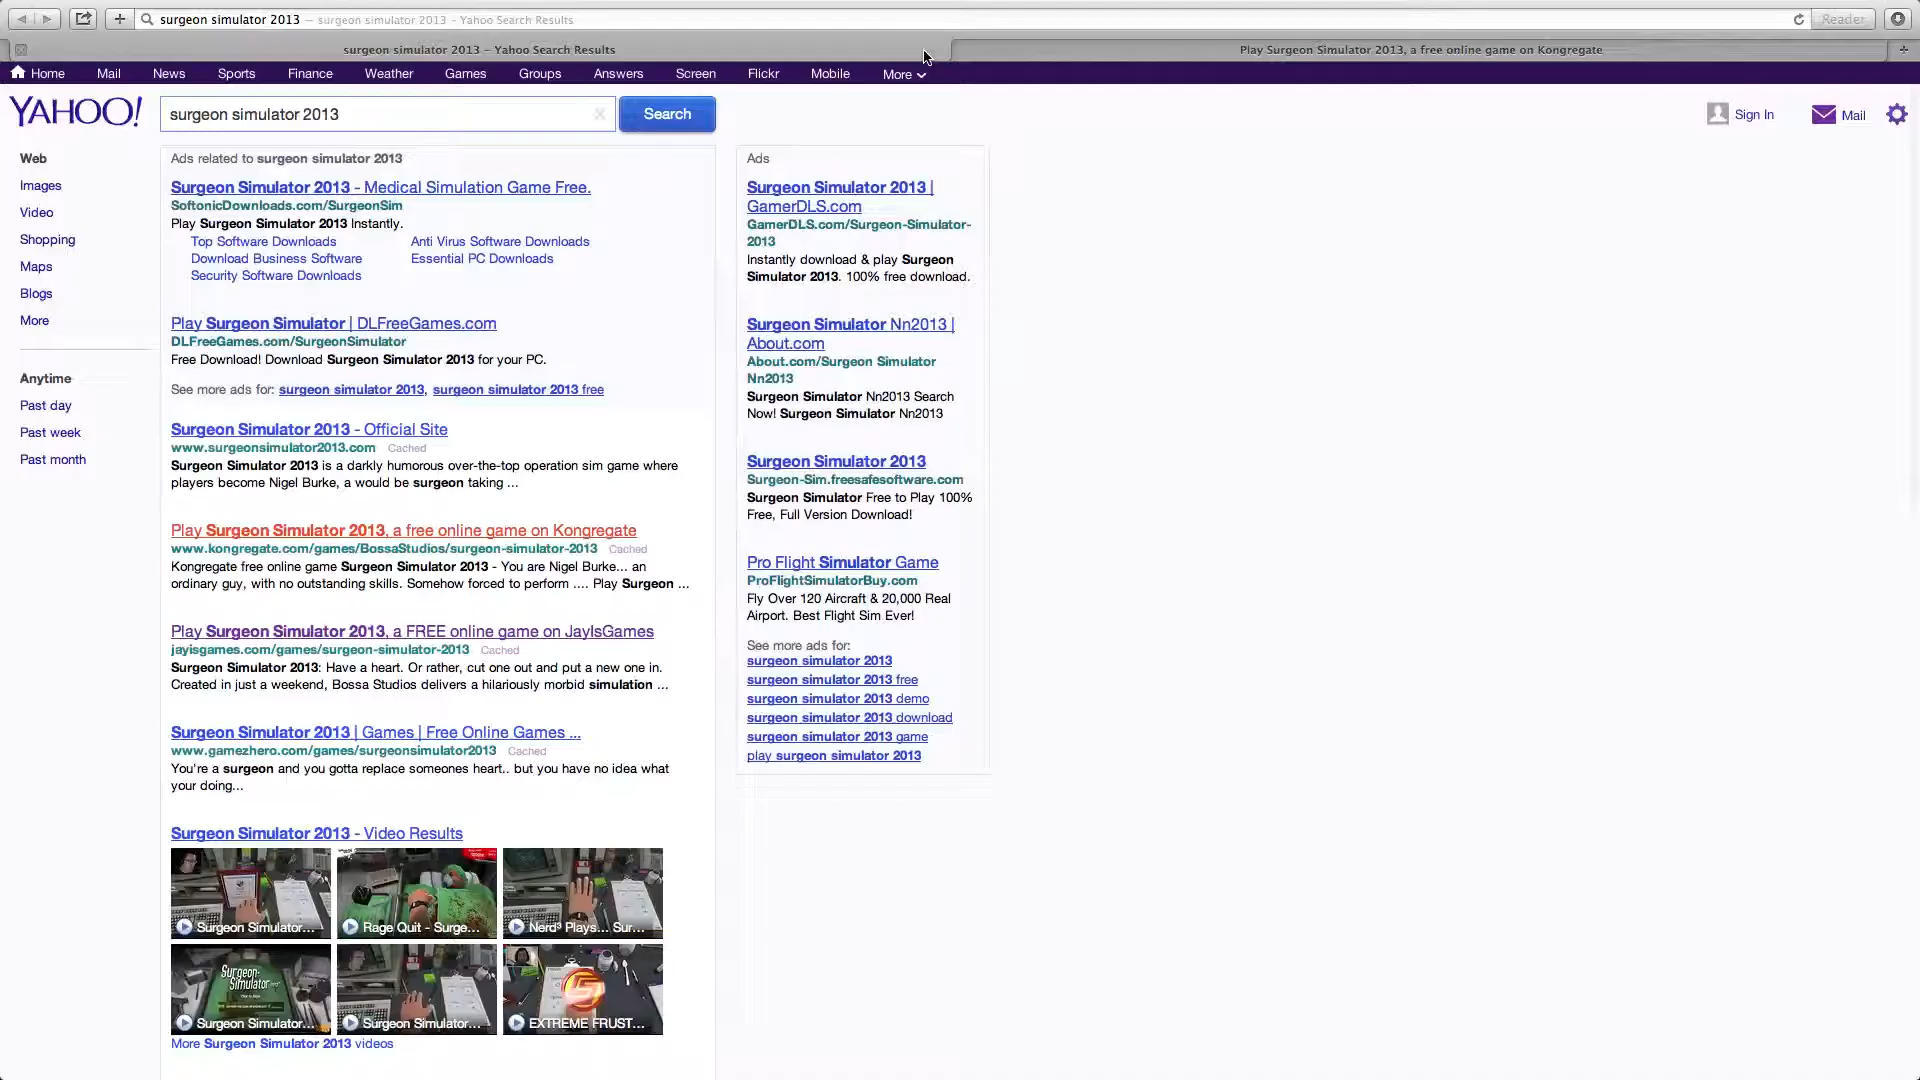 surgeon simulator 2013 — surgeon simulator 2013 - Yahoo Search Results
Reader
surgeon simulator 2013 – Yahoo Search Results
Play Surgeon Simulator 2013, a free online game on Kongregate
Home Mail News Sports Finance Weather Games Groups Answers Screen Flickr Mobile More
YAHOO!
surgeon simulator 2013
Search
Sign In
Mail
Web
Images
Video
Shopping
Maps
Blogs
More
Anytime
Past day
Past week
Past month
Ads related to surgeon simulator 2013
Surgeon Simulator 2013 - Medical Simulation Game Free.
SoftonicDownloads.com/SurgeonSim
Play Surgeon Simulator 2013 Instantly.
Top Software Downloads Anti Virus Software Downloads
Download Business Software Essential PC Downloads
Security Software Downloads
Play Surgeon Simulator | DLFreeGames.com
DLFreeGames.com/SurgeonSimulator
Free Download! Download Surgeon Simulator 2013 for your PC.
See more ads for: surgeon simulator 2013, surgeon simulator 2013 free
Surgeon Simulator 2013 - Official Site
www.surgeonsimulator2013.com Cached
Surgeon Simulator 2013 is a darkly humorous over-the-top operation sim game where
players become Nigel Burke, a would be surgeon taking ...
Play Surgeon Simulator 2013, a free online game on Kongregate
www.kongregate.com/games/BossaStudios/surgeon-simulator-2013 Cached
Kongregate free online game Surgeon Simulator 2013 - You are Nigel Burke... an
ordinary guy, with no outstanding skills. Somehow forced to perform .... Play Surgeon ...
Play Surgeon Simulator 2013, a FREE online game on JayIsGames
jayisgames.com/games/surgeon-simulator-2013 Cached
Surgeon Simulator 2013: Have a heart. Or rather, cut one out and put a new one in.
Created in just a weekend, Bossa Studios delivers a hilariously morbid simulation ...
Surgeon Simulator 2013 | Games | Free Online Games ...
www.gamezhero.com/games/surgeonsimulator2013 Cached
You're a surgeon and you gotta replace someones heart.. but you have no idea what
your doing...
Surgeon Simulator 2013 - Video Results
Surgeon Simulator...
Rage Quit - Surge...
Nerd³ Plays... Sur...
Surgeon Simulator
Surgeon Simulator...
Surgeon Simulator...
EXTREME FRUST...
More Surgeon Simulator 2013 videos
Ads
Surgeon Simulator 2013 |
GamerDLS.com
GamerDLS.com/Surgeon-Simulator-
2013
Instantly download & play Surgeon
Simulator 2013. 100% free download.
Surgeon Simulator Nn2013 |
About.com
About.com/Surgeon Simulator
Nn2013
Surgeon Simulator Nn2013 Search
Now! Surgeon Simulator Nn2013
Surgeon Simulator 2013
Surgeon-Sim.freesafesoftware.com
Surgeon Simulator Free to Play 100%
Free, Full Version Download!
Pro Flight Simulator Game
ProFlightSimulatorBuy.com
Fly Over 120 Aircraft & 20,000 Real
Airport. Best Flight Sim Ever!
See more ads for:
surgeon simulator 2013
surgeon simulator 2013 free
surgeon simulator 2013 demo
surgeon simulator 2013 download
surgeon simulator 2013 game
play surgeon simulator 2013